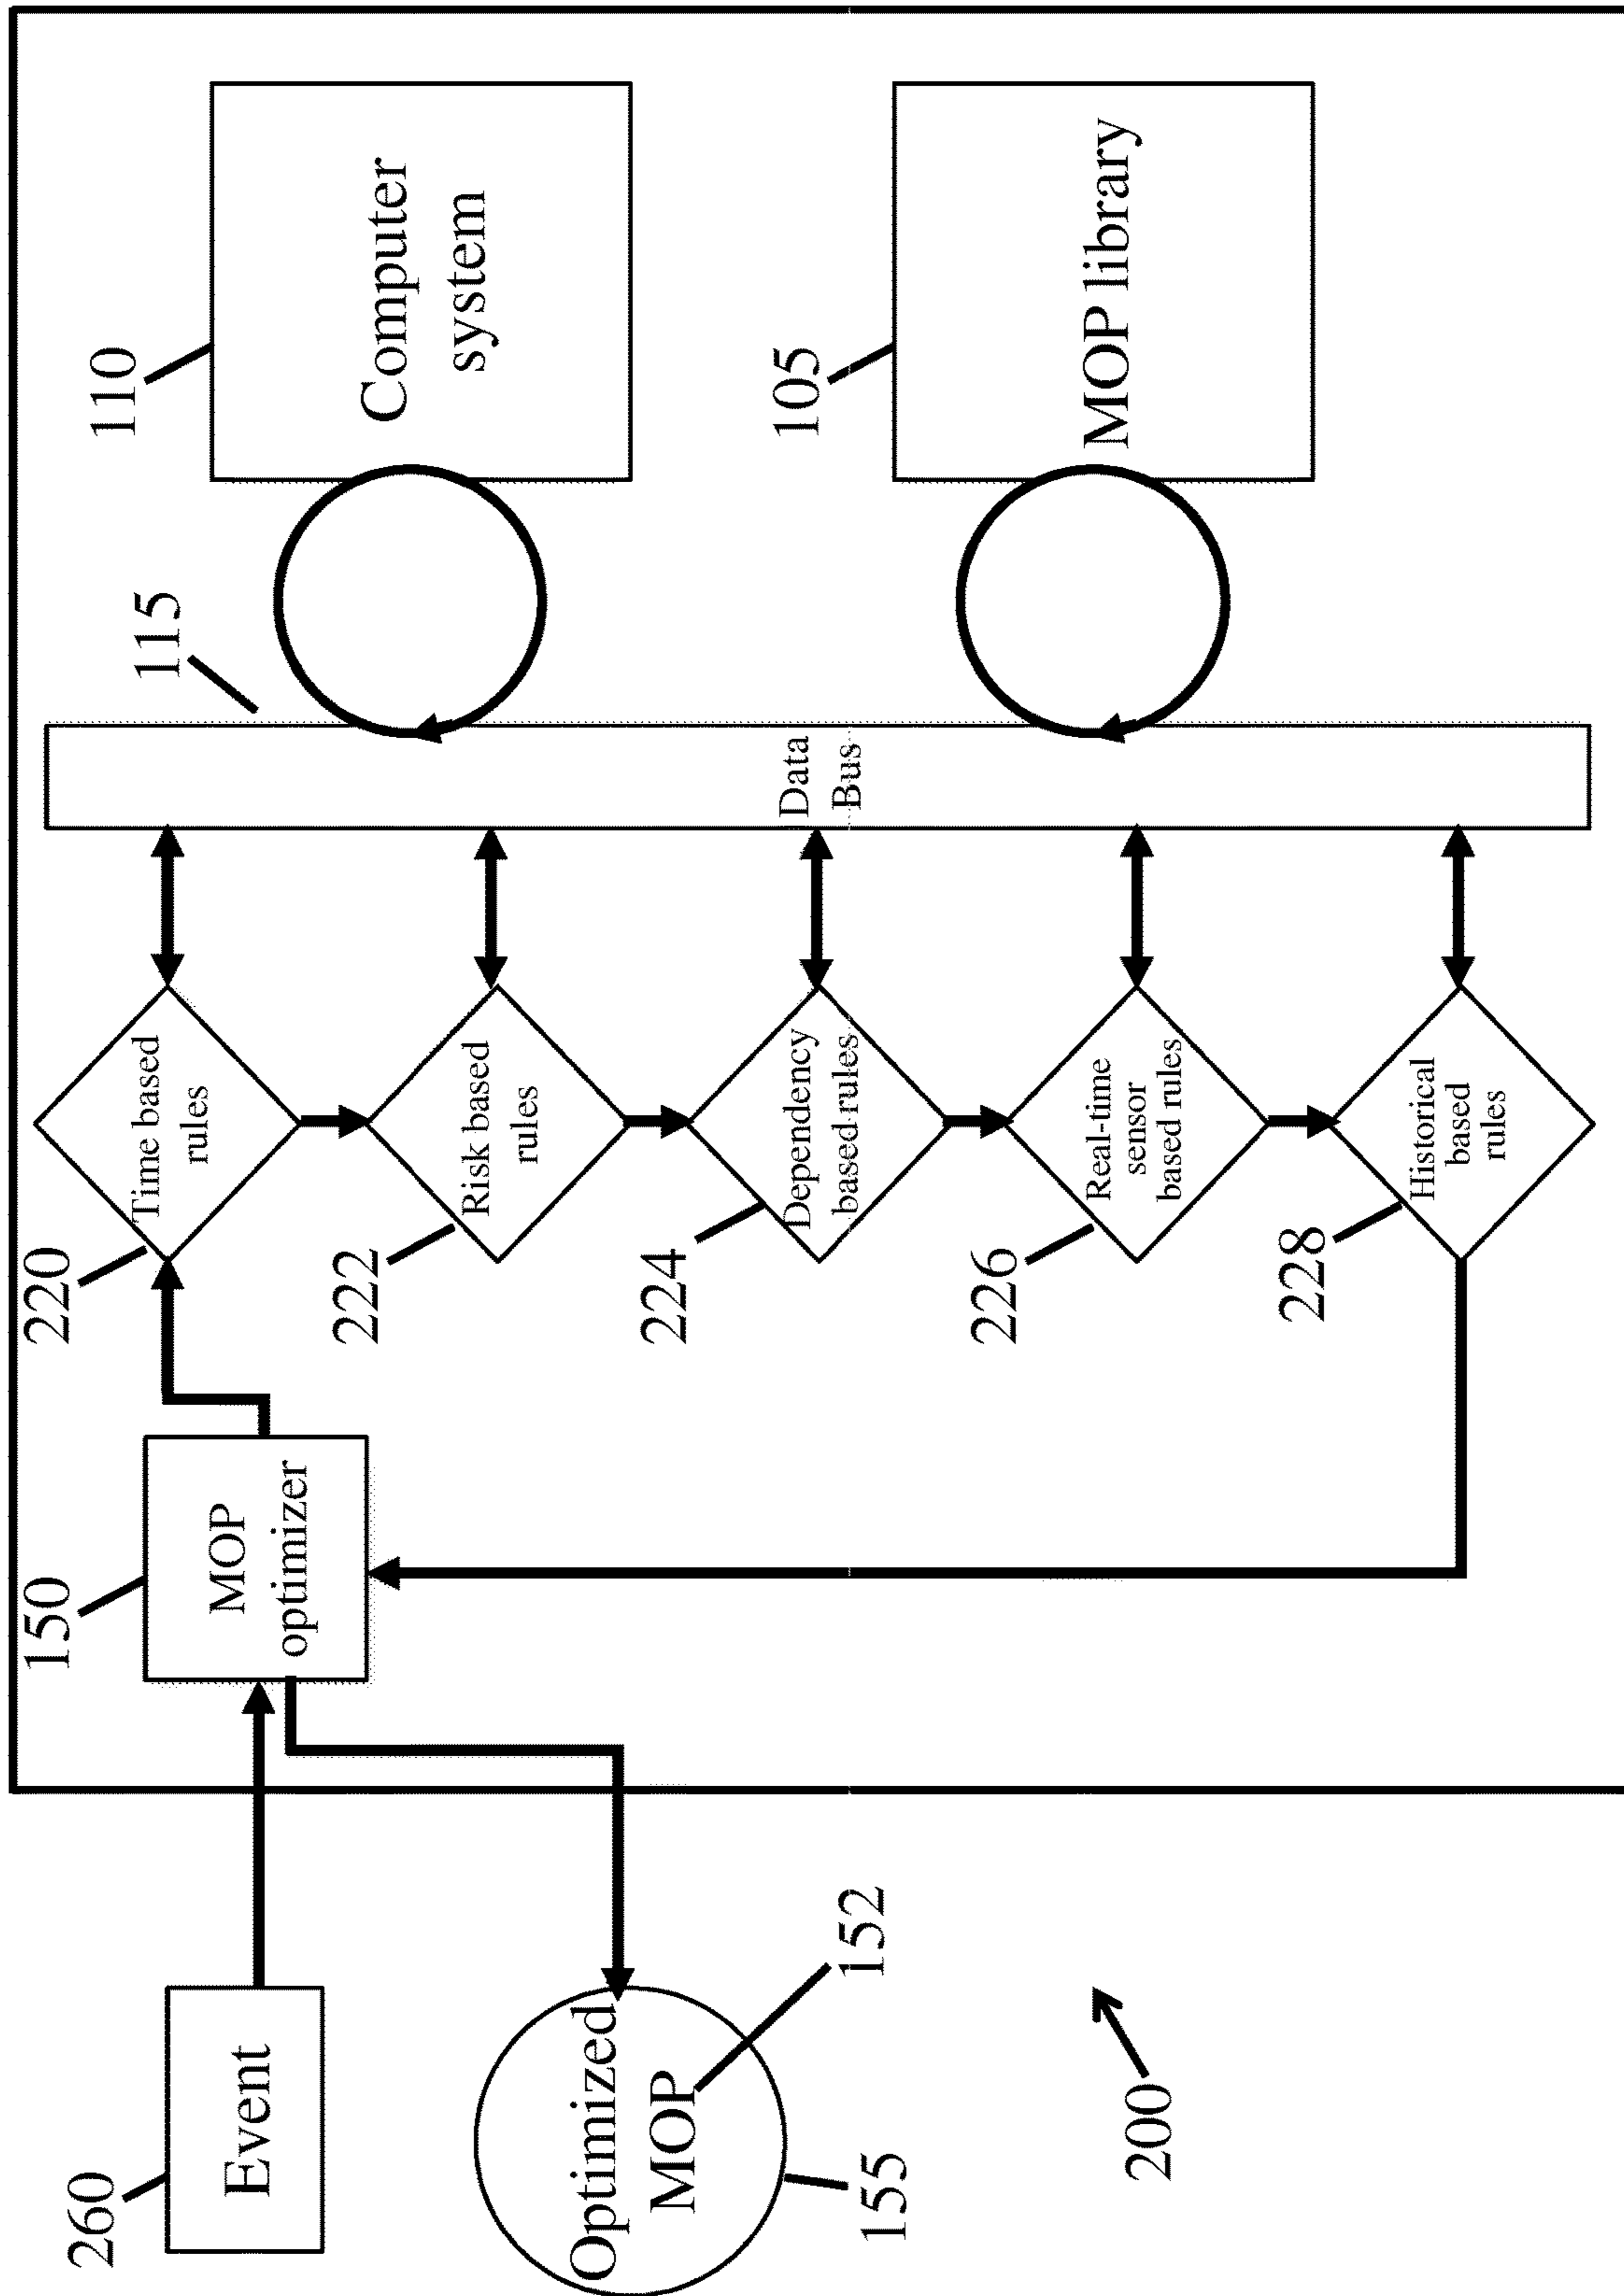 260
Event
Optimized
MOP
152
155
200
150
MOP
optimizer
220
Time based
rules
222
Risk based
rules
224
Dependency
based rules
226
Real-time
sensor
based rules
228
Historical
based
rules
115
Data
Bus
110
Computer
system
105
MOP library